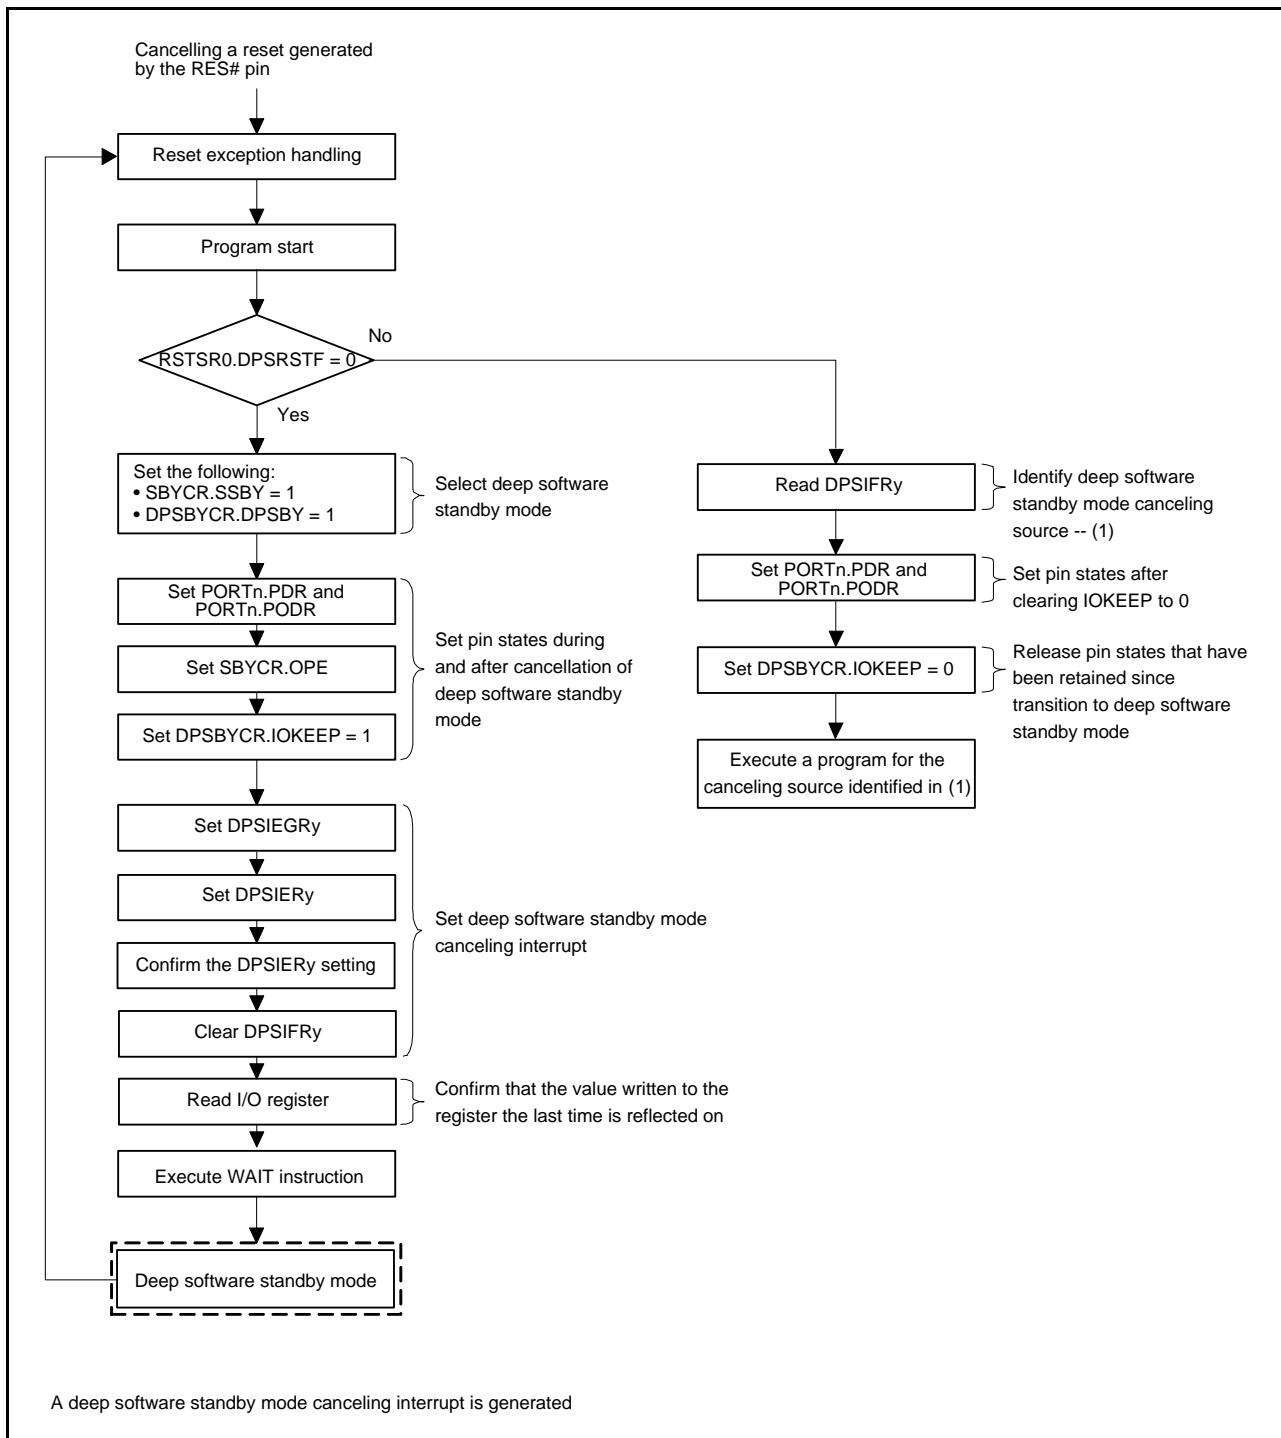 Cancelling a reset generated
by the RES# pin
Reset exception handling
Program start
RSTSR0.DPSRSTF = 0
No
Yes
Set the following:
• SBYCR.SSBY = 1
• DPSBYCR.DPSBY = 1
Select deep software
standby mode
Set PORTn.PDR and
PORTn.PODR
Set SBYCR.OPE
Set DPSBYCR.IOKEEP = 1
Set pin states during
and after cancellation of
deep software standby
mode
Set DPSIEGRy
Set DPSIERy
Confirm the DPSIERy setting
Clear DPSIFRy
Set deep software standby mode
canceling interrupt
Read I/O register
Confirm that the value written to the
register the last time is reflected on
Execute WAIT instruction
Deep software standby mode
Read DPSIFRy
Identify deep software
standby mode canceling
source -- (1)
Set PORTn.PDR and
PORTn.PODR
Set pin states after
clearing IOKEEP to 0
Set DPSBYCR.IOKEEP = 0
Release pin states that have
been retained since
transition to deep software
standby mode
Execute a program for the
canceling source identified in (1)
A deep software standby mode canceling interrupt is generated